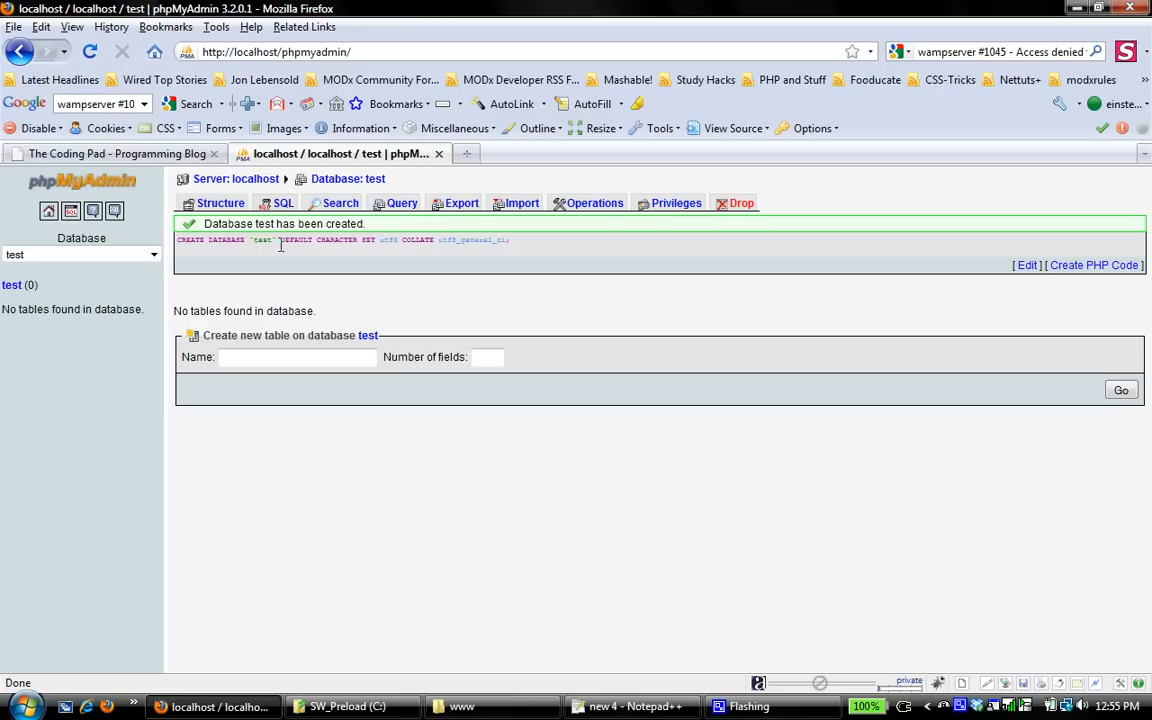 localhost / localhost / test | phpMyAdmin 3.2.0.1 - Mozilla Firefox
File Edit View History Bookmarks Tools Help Related Links
http://localhost/phpmyadmin/ wampserver #1045 - Access denied
Latest Headlines Wired Top Stories Jon Lebensold MODx Community For... MODx Developer RSS F... Mashable! Study Hacks PHP and Stuff Fooducate CSS-Tricks Nettuts+ modxrules
Google wampserver #10 Search Bookmarks AutoLink AutoFill einste...
Disable Cookies CSS Forms Images Information Miscellaneous Outline Resize Tools View Source Options
The Coding Pad - Programming Blog localhost / localhost / test | phpM...
phpMyAdmin
Server: localhost Database: test
Structure SQL Search Query Export Import Operations Privileges Drop
Database
test
test (0)
No tables found in database.
Database test has been created.
CREATE DATABASE `test` DEFAULT CHARACTER SET utf8 COLLATE utf8_general_ci;
[ Edit ] [ Create PHP Code ]
No tables found in database.
Create new table on database test
Name: Number of fields:
Go
Done private
localhost / localho... SW_Preload (C:) www new 4 - Notepad++ Flashing 100% 12:55 PM